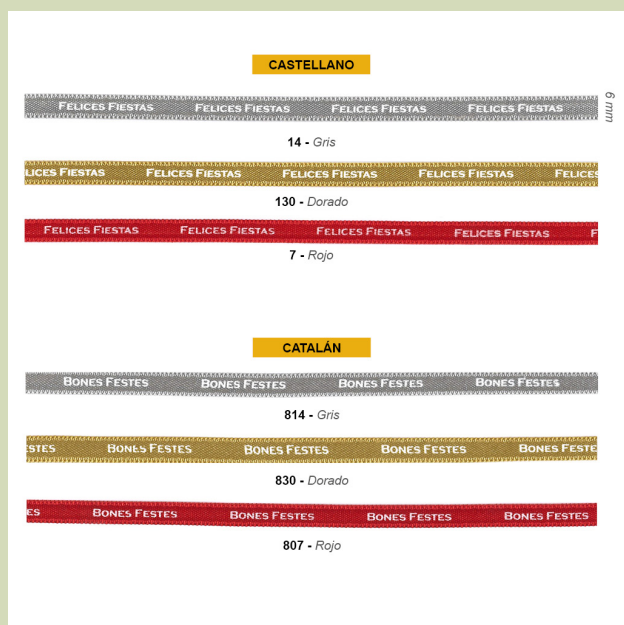 CASTELLANO
6 mm
FELICES FIESTAS FELICES FIESTAS FELICES FIESTAS FELICES FIESTAS
14 - Gris
LICES FIESTAS FELICES FIESTAS FELICES FIESTAS FELICES FIESTAS FELICES
130 - Dorado
FELICES FIESTAS FELICES FIESTAS FELICES FIESTAS FELICES FIESTAS F
7 - Rojo
CATALÁN
BONES FESTES BONES FESTES BONES FESTES BONES FESTES
814 - Gris
ESTES BONES FESTES BONES FESTES BONES FESTES BONES FESTE
830 - Dorado
ES BONES FESTES BONES FESTES BONES FESTES BONES FESTES
807 - Rojo